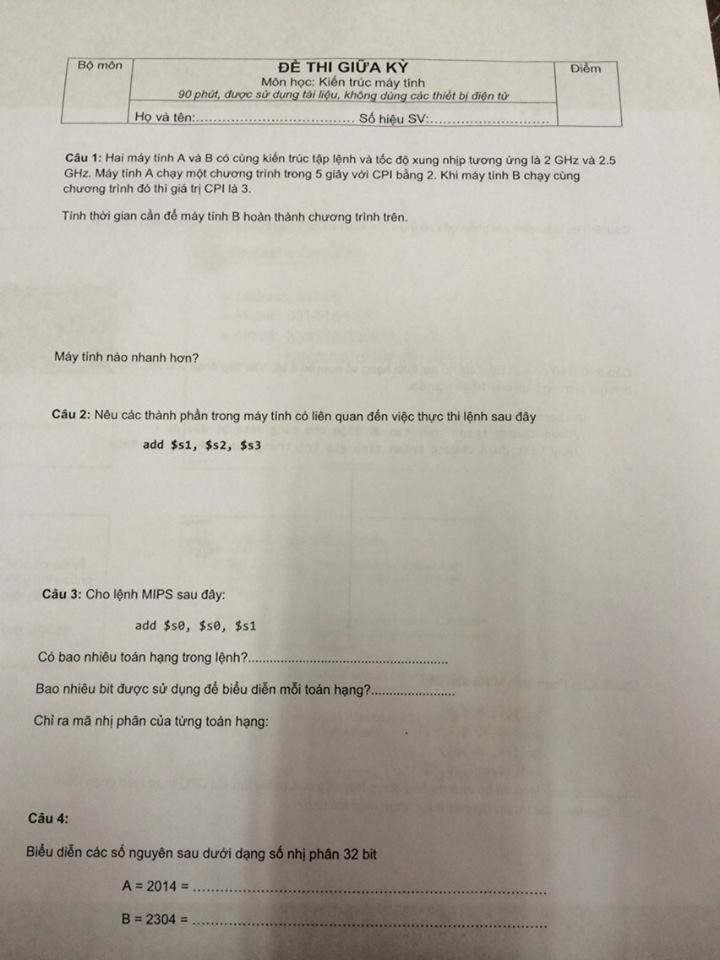 Bộ môn
ĐỀ THI GIỮA KỲ
Điểm
Môn học: Kiến trúc máy tính
90 phút, được sử dụng tài liệu, không dùng các thiết bị điện tử
Họ và tên:.................................. Số hiệu SV:..........................
Câu 1: Hai máy tính A và B có cùng kiến trúc tập lệnh và tốc độ xung nhịp tương ứng là 2 GHz và 2.5
GHz. Máy tính A chạy một chương trình trong 5 giây với CPI bằng 2. Khi máy tính B chạy cùng
chương trình đó thì giá trị CPI là 3.
Tính thời gian cần để máy tính B hoàn thành chương trình trên.
Máy tính nào nhanh hơn?
Câu 2: Nêu các thành phần trong máy tính có liên quan đến việc thực thi lệnh sau đây
add $s1, $s2, $s3
Câu 3: Cho lệnh MIPS sau đây:
add $s0, $s0, $s1
Có bao nhiêu toán hạng trong lệnh?..................................................
Bao nhiêu bit được sử dụng để biểu diễn mỗi toán hạng?.....................
Chỉ ra mã nhị phân của từng toán hạng:
Câu 4:
Biểu diễn các số nguyên sau dưới dạng số nhị phân 32 bit
A = 2014 = ......................................................................................
B = 2304 = ......................................................................................